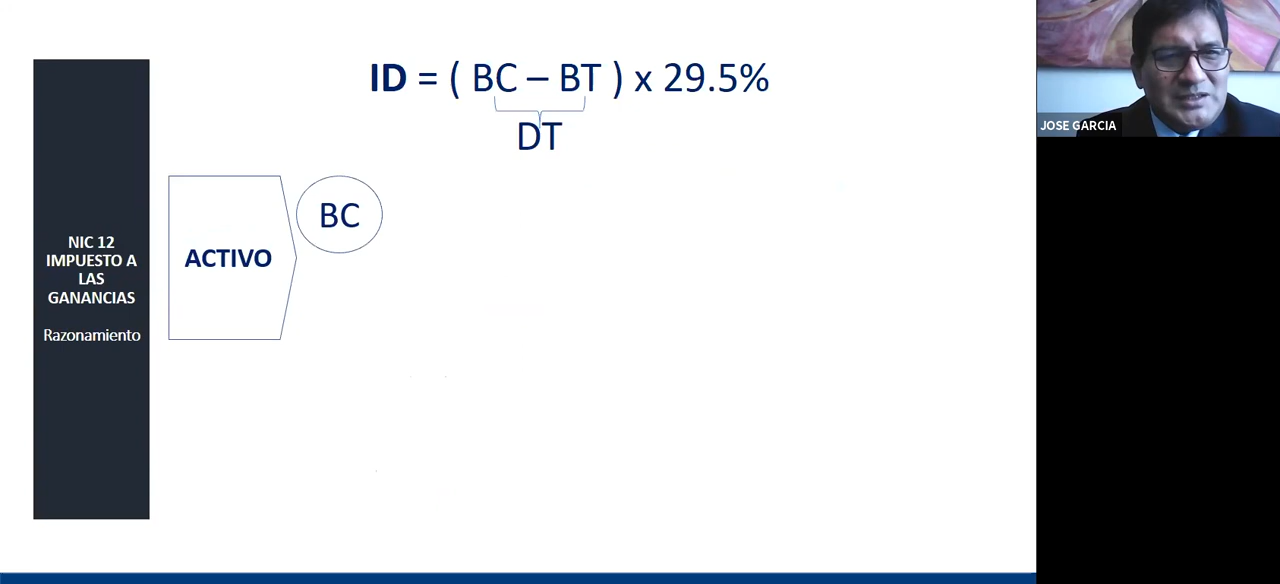 ID = ( BC – BT ) x 29.5%
DT
JOSE GARCIA
BC
ACTIVO
NIC 12
IMPUESTO A
LAS
GANANCIAS
Razonamiento